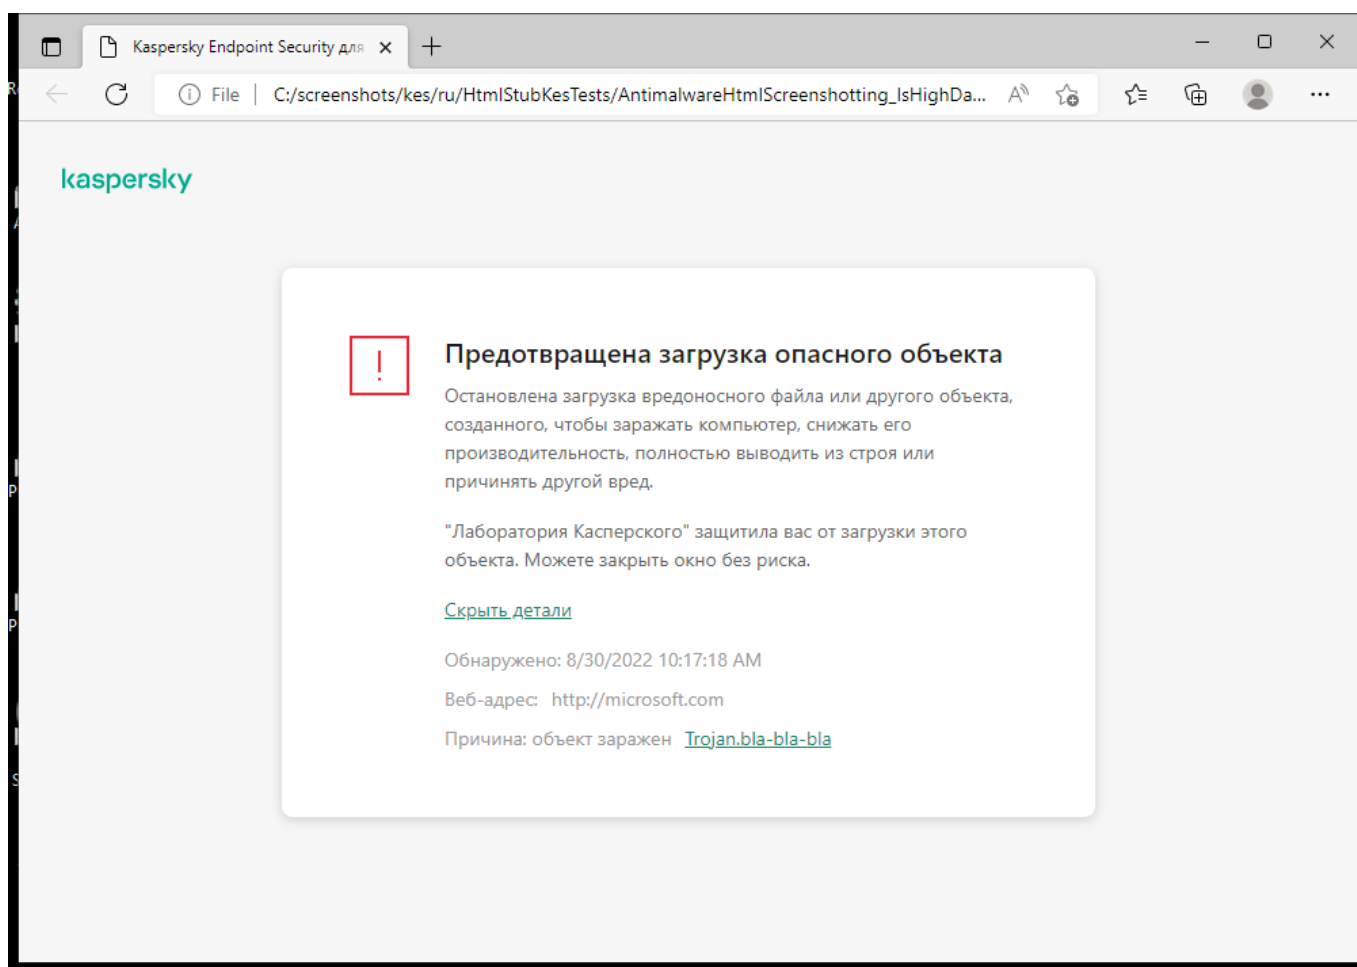 Kaspersky Endpoint Security для
File
C:/screenshots/kes/ru/HtmlStubKesTests/AntimalwareHtmlScreenshotting_IsHighDa...
kaspersky
Предотвращена загрузка опасного объекта
Остановлена загрузка вредоносного файла или другого объекта,
созданного, чтобы заражать компьютер, снижать его
производительность, полностью выводить из строя или
причинять другой вред.
"Лаборатория Касперского" защитила вас от загрузки этого
объекта. Можете закрыть окно без риска.
Скрыть детали
Обнаружено: 8/30/2022 10:17:18 AM
Веб-адрес: http://microsoft.com
Причина: объект заражен Trojan.bla-bla-bla